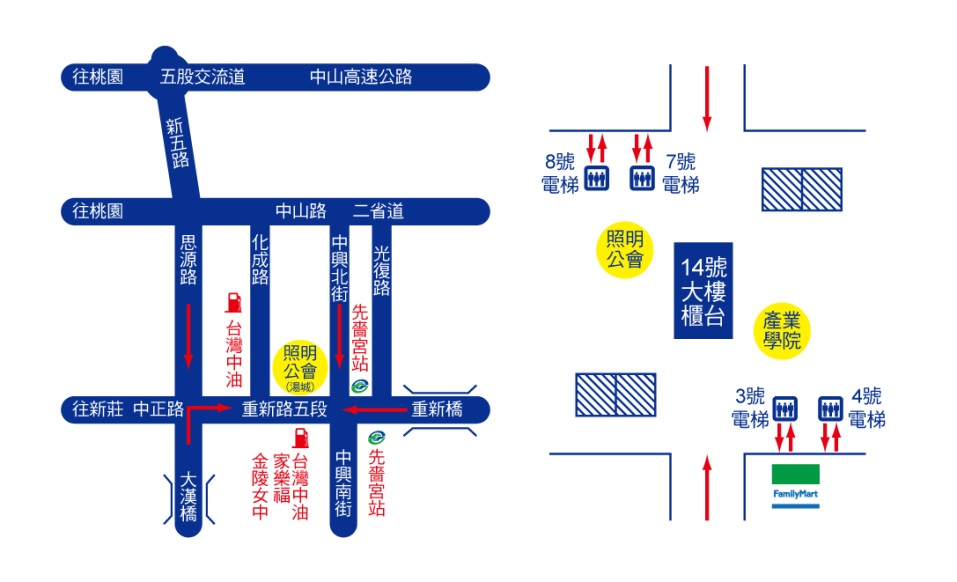 往桃園 五股交流道 中山高速公路
新五路
往桃園 中山路 二省道
思源路
化成路
中興北街
光復路
台灣中油
先嗇宮站
照明
公會
(湯城)
往新莊 中正路 重新路五段 重新橋
大漢橋
金陵女中
家樂福
台灣中油
中興南街
先嗇宮站
8號
電梯
7號
電梯
照明
公會
14號
大樓
櫃台
產業
學院
3號
電梯
4號
電梯
FamilyMart